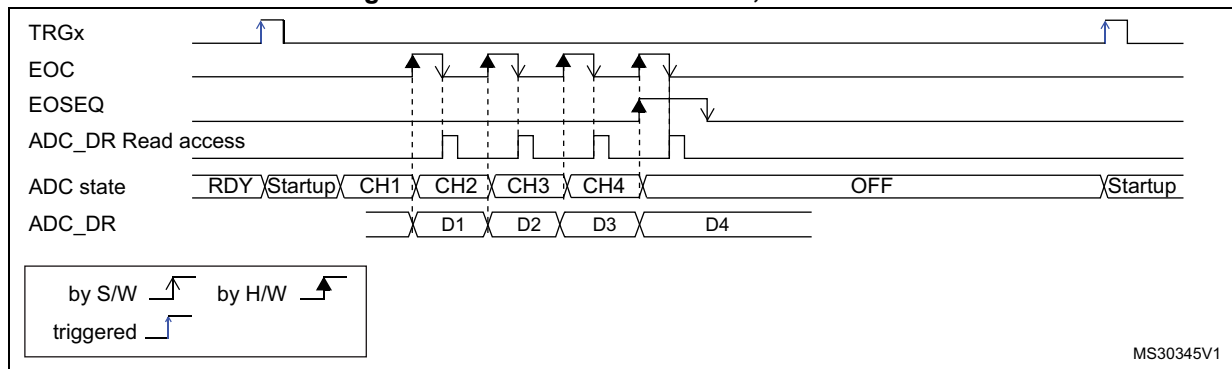 TRGx
EOC
EOSEQ
ADC_DR Read access
ADC state RDY Startup CH1 CH2 CH3 CH4 OFF Startup
ADC_DR D1 D2 D3 D4
by S/W by H/W
triggered
MS30345V1